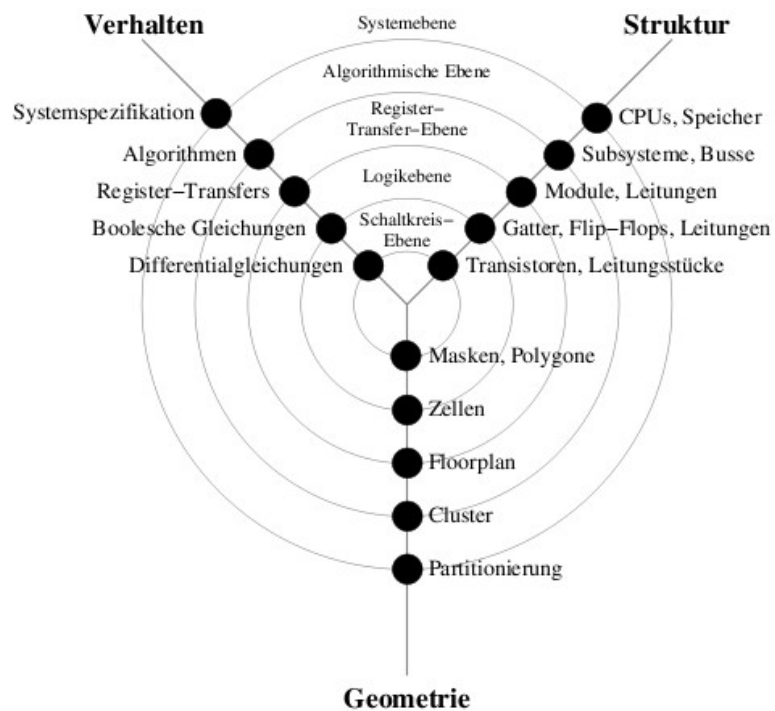 Verhalten
Struktur
Systemebene
Algorithmische Ebene
Register–
Transfer–Ebene
Logikebene
Schaltkreis–
Ebene
Systemspezifikation
Algorithmen
Register–Transfers
Boolesche Gleichungen
Differentialgleichungen
CPUs, Speicher
Subsysteme, Busse
Module, Leitungen
Gatter, Flip–Flops, Leitungen
Transistoren, Leitungsstücke
Masken, Polygone
Zellen
Floorplan
Cluster
Partitionierung
Geometrie